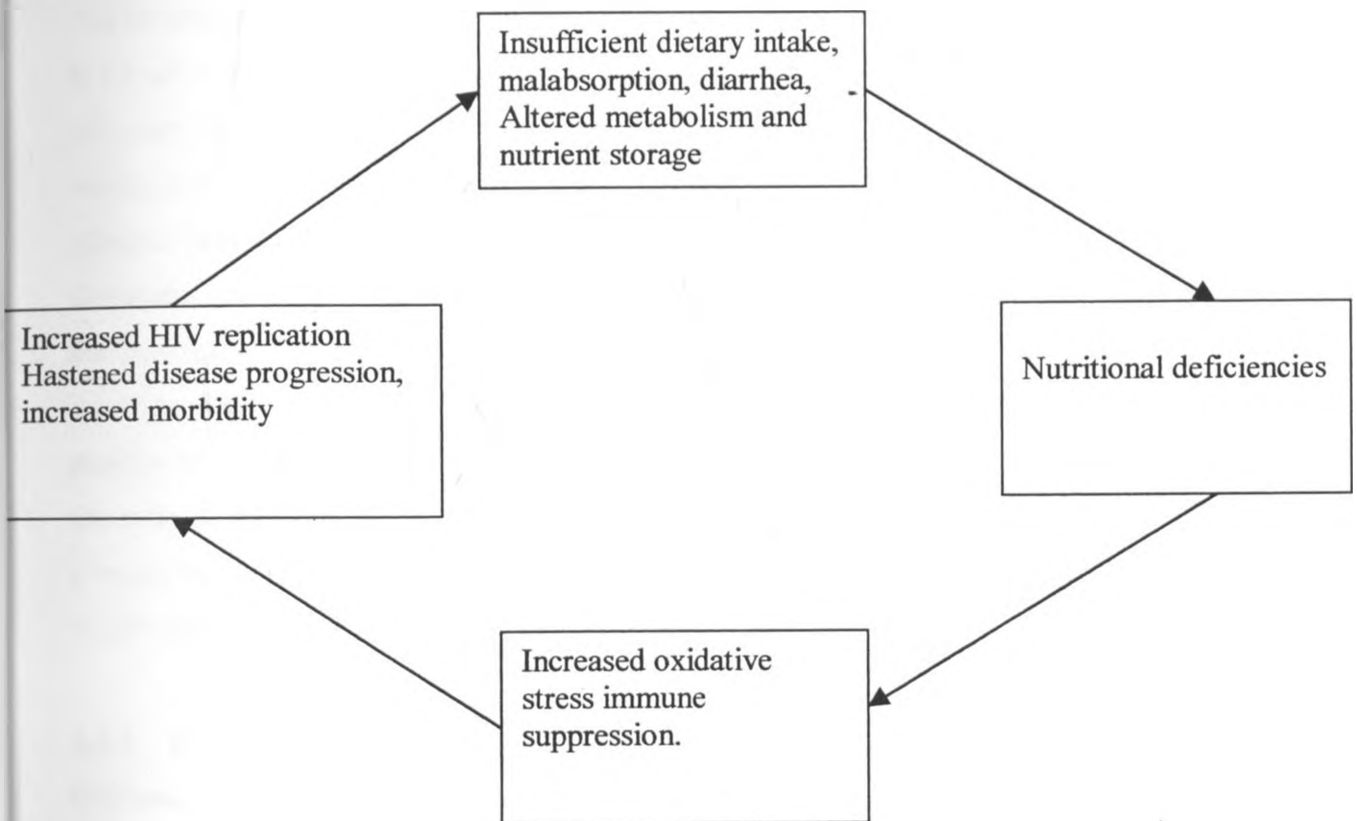 Insufficient dietary intake,
malabsorption, diarrhea,
Altered metabolism and
nutrient storage
Increased HIV replication
Hastened disease progression,
increased morbidity
Nutritional deficiencies
Increased oxidative
stress immune
suppression.